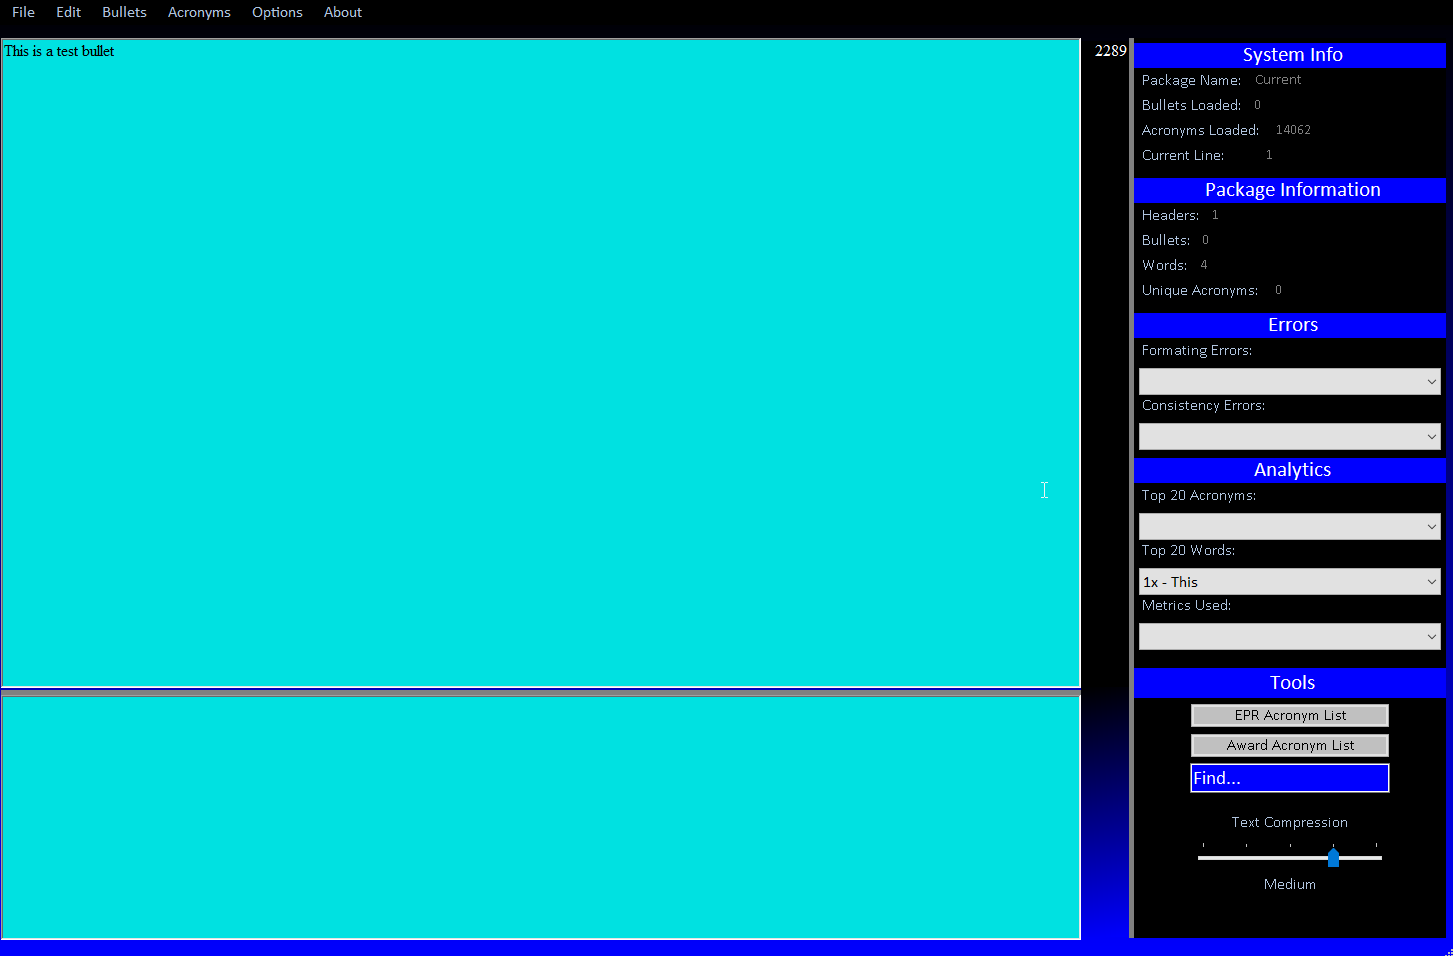 File Edit Bullets Acronyms Options About
This is a test bullet
2289
System Info
Package Name: Current
Bullets Loaded: 0
Acronyms Loaded: 14062
Current Line: 1
Package Information
Headers: 1
Bullets: 0
Words: 4
Unique Acronyms: 0
Errors
Formating Errors:
Consistency Errors:
Analytics
Top 20 Acronyms:
Top 20 Words:
1x - This
Metrics Used:
Tools
EPR Acronym List
Award Acronym List
Find...
Text Compression
Medium